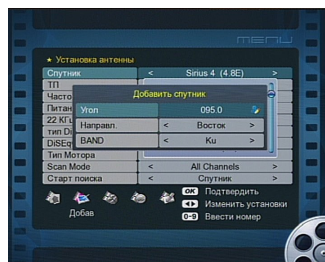 MENU
★ Установка антенны
Спутник < Sirius 4 (4.8E) >
ТП
Часто
Добавить спутник
Питан
Угол 095.0
22 КГц
Направл. < Восток >
тип Di
BAND < Ku >
DiSEq
Тип Мотора
Scan Mode < All Channels >
Старт поиска < Спутник >
OK Подтвердить
Изменить установки
Добав
0-9 Ввести номер